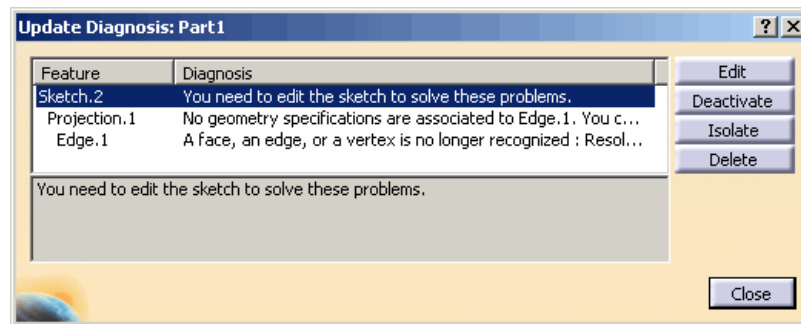 Update Diagnosis: Part1
Feature Diagnosis
Sketch.2 You need to edit the sketch to solve these problems.
Projection.1 No geometry specifications are associated to Edge.1. You c...
Edge.1 A face, an edge, or a vertex is no longer recognized : Resol...
Edit
Deactivate
Isolate
Delete
You need to edit the sketch to solve these problems.
Close